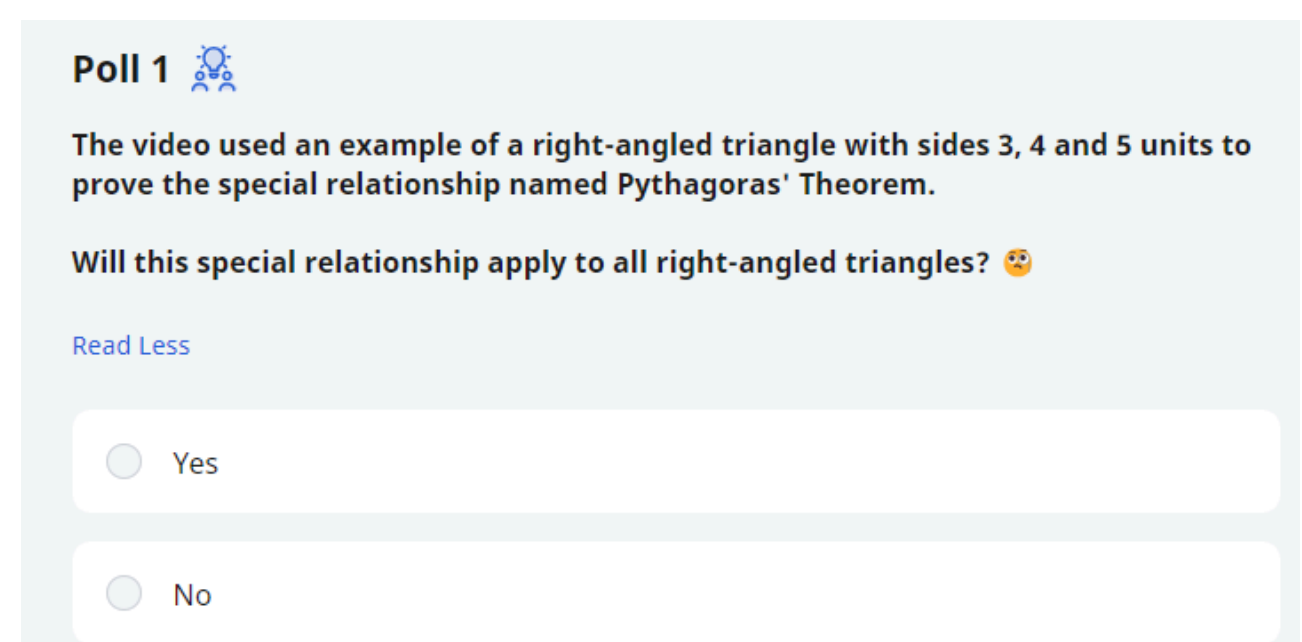 Poll 1
The video used an example of a right-angled triangle with sides 3, 4 and 5 units to
prove the special relationship named Pythagoras' Theorem.
Will this special relationship apply to all right-angled triangles? 🤨
Read Less
Yes
No